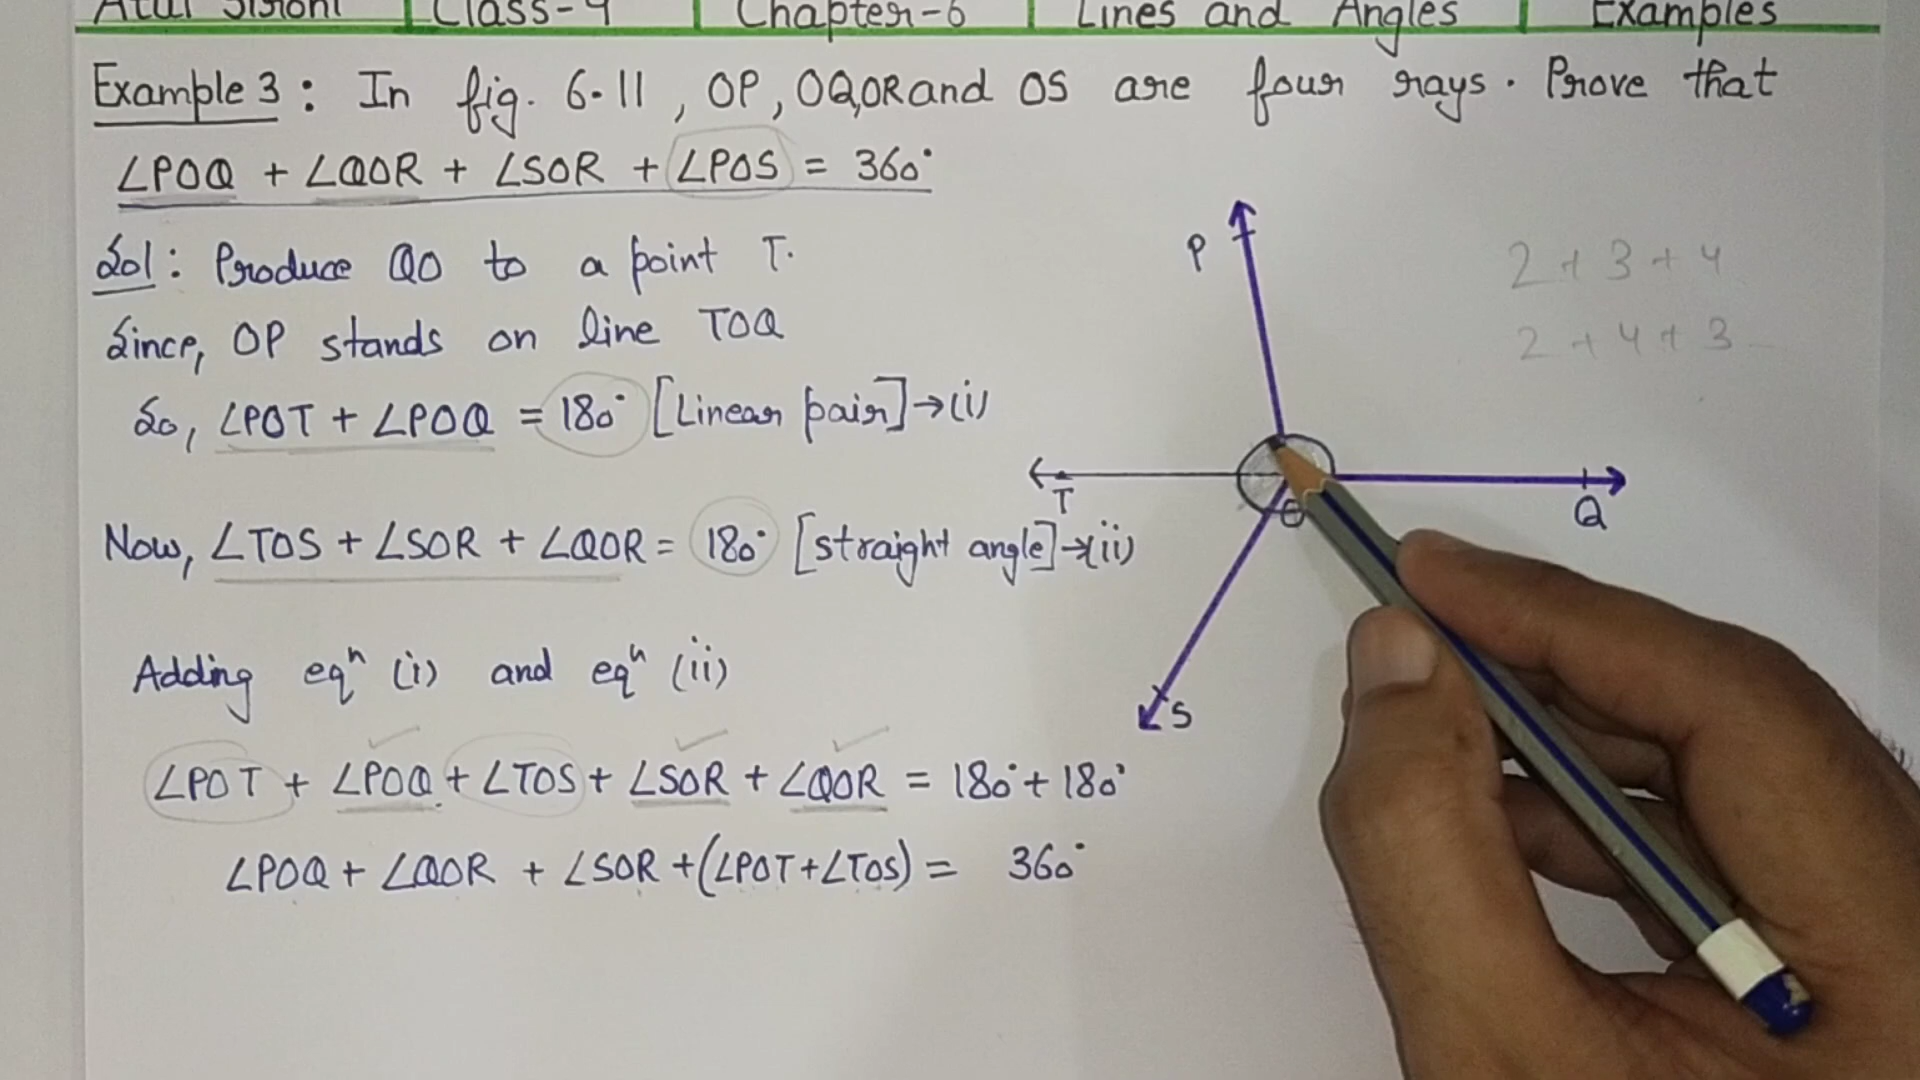 Class-9 Chapter-6 Lines and Angles Examples
Example 3 : In fig. 6.11 , OP, OQ,OR and OS are four rays. Prove that
∠POQ + ∠QOR + ∠SOR + ∠POS = 360°
Sol : Produce QO to a point T.
Since, OP stands on line TOQ
So, ∠POT + ∠POQ = 180° [Linear pair]→(i)
Now, ∠TOS + ∠SOR + ∠QOR = 180° [straight angle]→(ii)
Adding eqⁿ (i) and eqⁿ (ii)
∠POT + ∠POQ + ∠TOS + ∠SOR + ∠QOR = 180° + 180°
∠POQ + ∠QOR + ∠SOR + (∠POT + ∠TOS) = 360°
P
2 + 3 + 4
2 + 4 + 3
T
O
Q
S